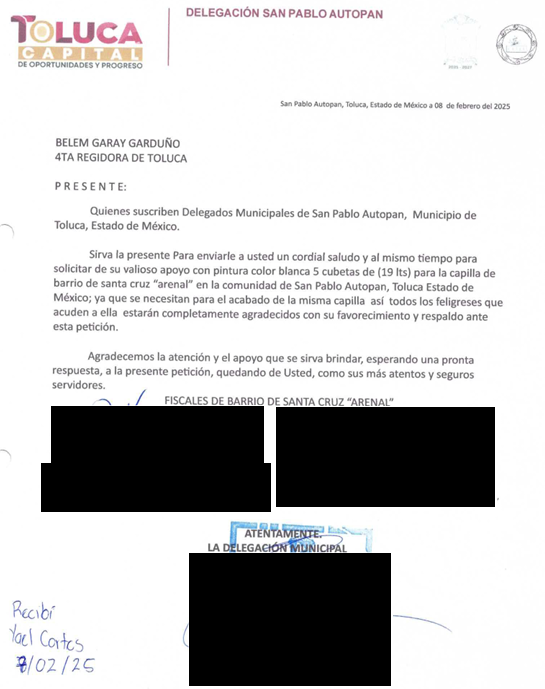 DELEGACIÓN SAN PABLO AUTOPAN
TOLUCA
CAPITAL
DE OPORTUNIDADES Y PROGRESO
San Pablo Autopan, Toluca, Estado de México a 08 de febrero del 2025
BELEM GARAY GARDUÑO
4TA REGIDORA DE TOLUCA
P R E S E N T E:
Quienes suscriben Delegados Municipales de San Pablo Autopan, Municipio de
Toluca, Estado de México.
Sirva la presente Para enviarle a usted un cordial saludo y al mismo tiempo para
solicitar de su valioso apoyo con pintura color blanca 5 cubetas de (19 lts) para la capilla de
barrio de santa cruz “arenal” en la comunidad de San Pablo Autopan, Toluca Estado de
México; ya que se necesitan para el acabado de la misma capilla así todos los feligreses que
acuden a ella estarán completamente agradecidos con su favorecimiento y respaldo ante
esta petición.
Agradecemos la atención y el apoyo que se sirva brindar, esperando una pronta
respuesta, a la presente petición, quedando de Usted, como sus más atentos y seguros
servidores.
FISCALES DE BARRIO DE SANTA CRUZ “ARENAL”
ATENTAMENTE.
LA DELEGACIÓN MUNICIPAL
Recibí
Yael Cortes
/02/25